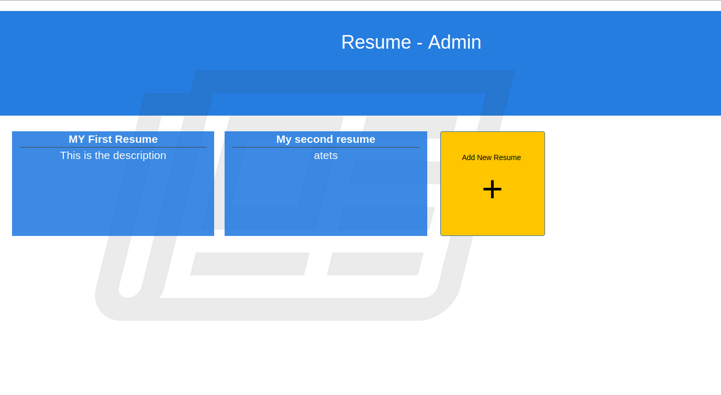 Resume - Admin
MY First Resume
This is the description
My second resume
atets
Add New Resume
+